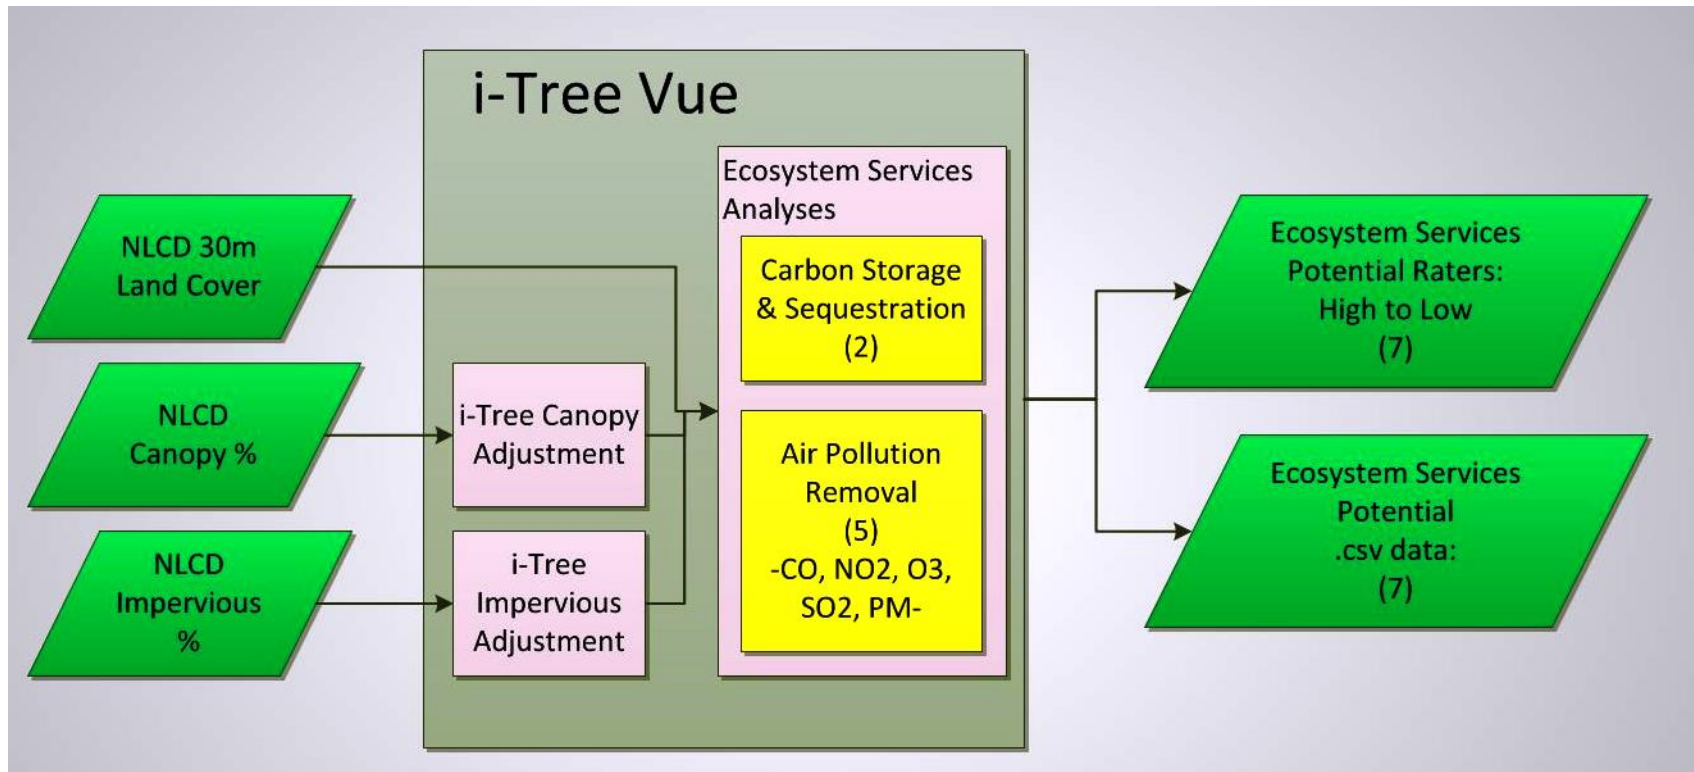 i-Tree Vue
NLCD 30m
Land Cover
NLCD
Canopy %
NLCD
Impervious
%
i-Tree Canopy
Adjustment
i-Tree
Impervious
Adjustment
Ecosystem Services
Analyses
Carbon Storage
& Sequestration
(2)
Air Pollution
Removal
(5)
-CO, NO2, O3,
SO2, PM-
Ecosystem Services
Potential Raters:
High to Low
(7)
Ecosystem Services
Potential
.csv data:
(7)